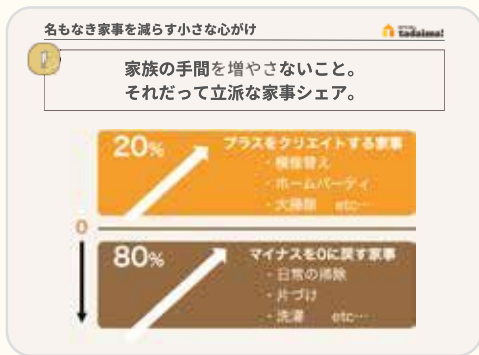 名もなき家事を減らす小さな心がけ
tadaima!
家族の手間を増やさないこと。
それだって立派な家事シェア。
20%
プラスをクリエイトする家事
・模様替え
・ホームパーティ
・大掃除 etc…
0
80%
マイナスを0に戻す家事
・日常の掃除
・片づけ
・洗濯 etc…